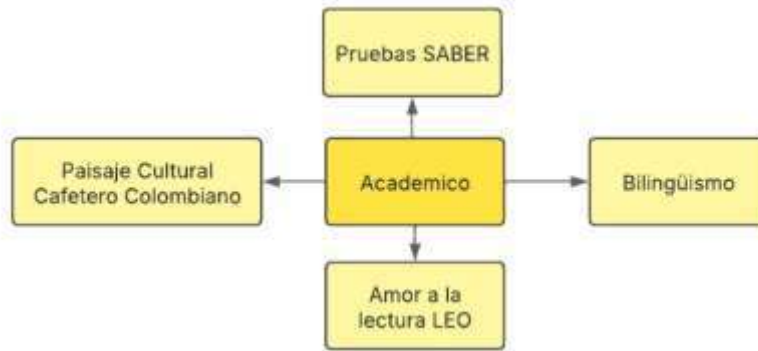 Pruebas SABER
Paisaje Cultural
Cafetero Colombiano
Academico
Bilingüismo
Amor a la
lectura LEO